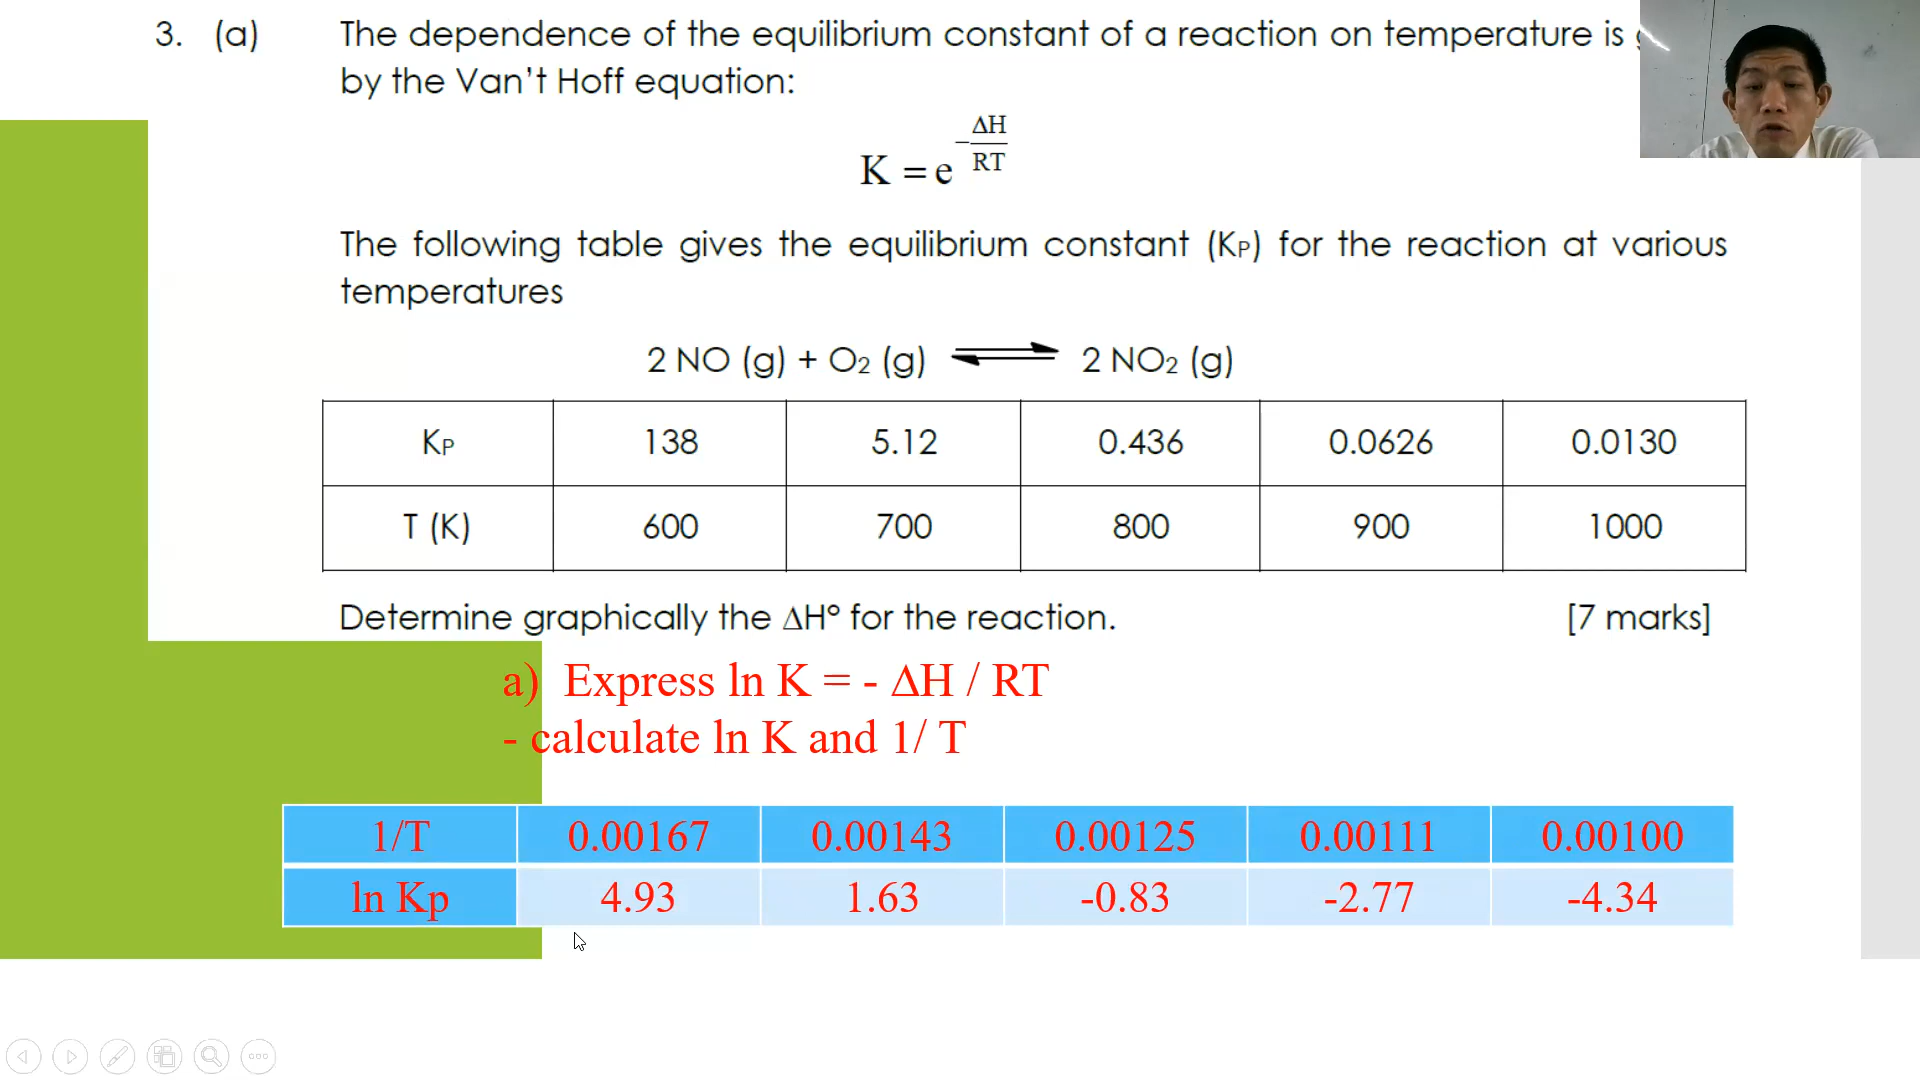 3. (a) The dependence of the equilibrium constant of a reaction on temperature is
by the Van’t Hoff equation:
K = e^(-ΔH/RT)
The following table gives the equilibrium constant (KP) for the reaction at various
temperatures
2 NO (g) + O2 (g) ⇌ 2 NO2 (g)
KP 138 5.12 0.436 0.0626 0.0130
T (K) 600 700 800 900 1000
Determine graphically the ΔH° for the reaction. [7 marks]
a) Express ln K = - ΔH / RT
- calculate ln K and 1/ T
1/T 0.00167 0.00143 0.00125 0.00111 0.00100
ln Kp 4.93 1.63 -0.83 -2.77 -4.34